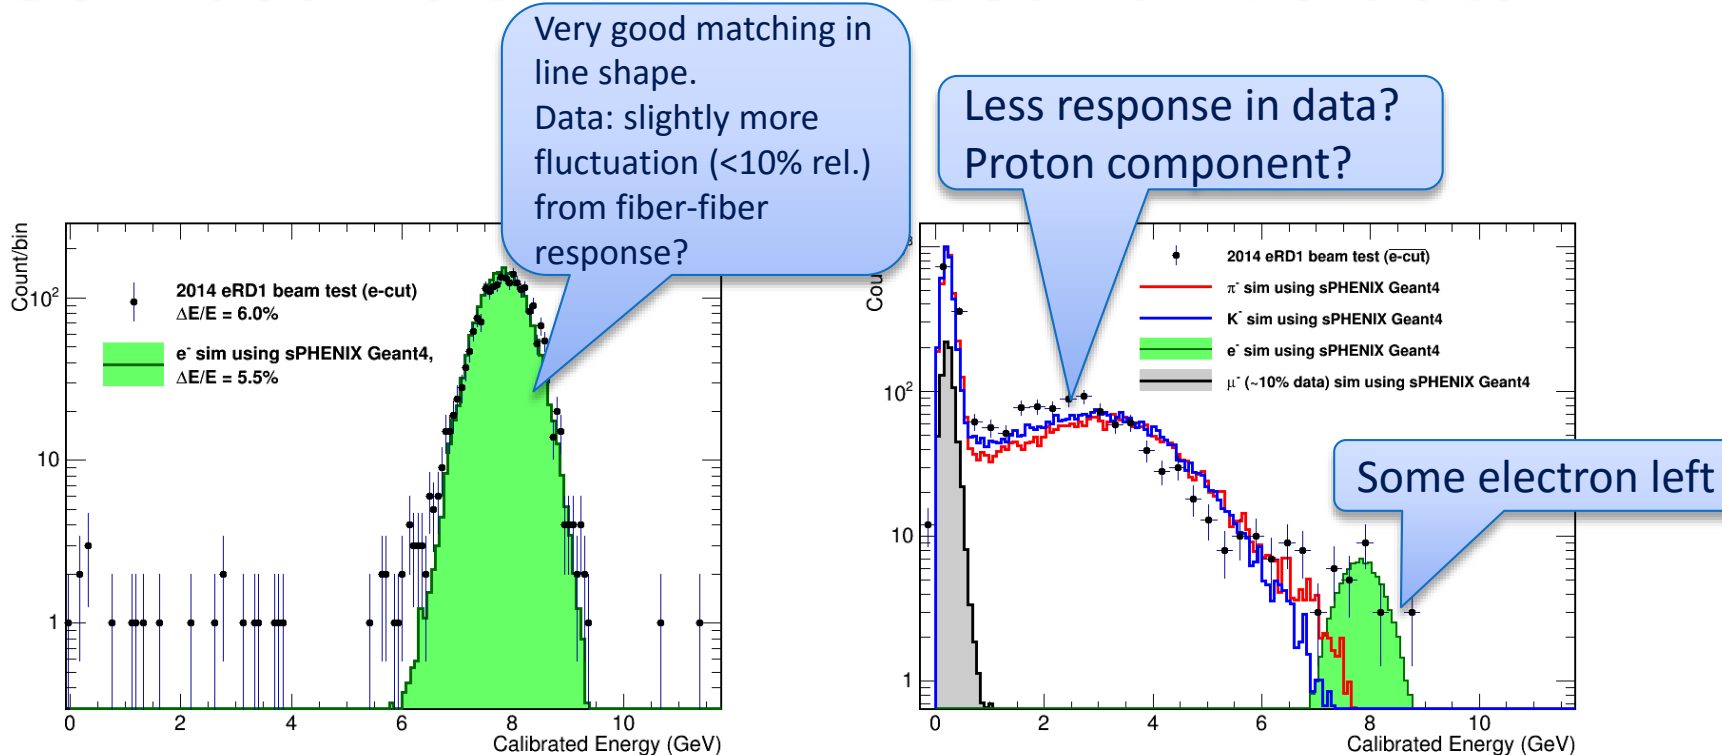 Very good matching in
line shape.
Data: slightly more
fluctuation (<10% rel.)
from fiber-fiber
response?
Less response in data?
Proton component?
Some electron left
Count/bin
10²
10
1
2014 eRD1 beam test (e-cut)
ΔE/E = 6.0%
e⁻ sim using sPHENIX Geant4,
ΔE/E = 5.5%
0 2 4 6 8 10
Calibrated Energy (GeV)
10²
10
1
2014 eRD1 beam test (e-cut)
π⁻ sim using sPHENIX Geant4
K⁻ sim using sPHENIX Geant4
e⁻ sim using sPHENIX Geant4
μ⁻ (~10% data) sim using sPHENIX Geant4
0 2 4 6 8 10
Calibrated Energy (GeV)